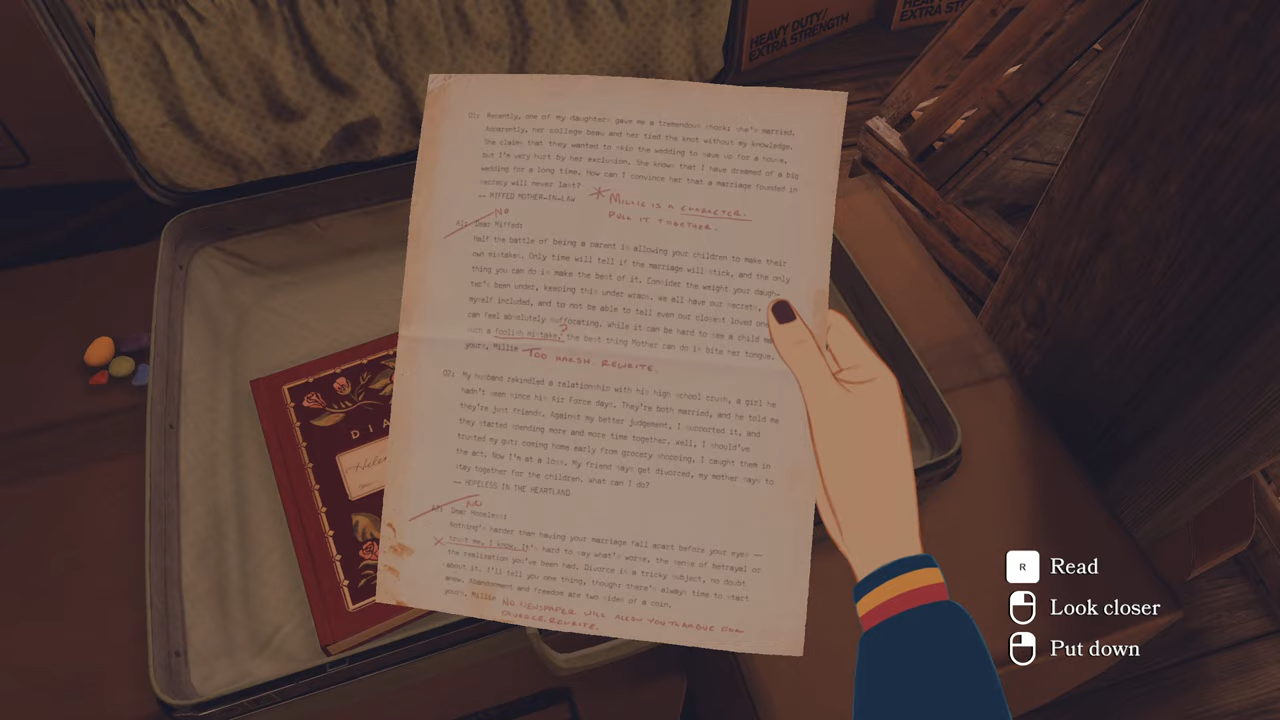 HEAVY DUTY/
EXTRA STRENGTH
HEAVY DUTY/
EXTRA STRENGTH
Q1: Recently, one of my daughters gave me a tremendous shock: she's married.
Apparently, her college beau and her tied the knot without my knowledge.
She claims that they wanted to skip the wedding to save up for a house,
but I'm very hurt by her exclusion. She knows that I have dreamed of a big
wedding for a long time. How can I convince her that a marriage founded in
secrecy will never last?
-- MIFFED MOTHER-IN-LAW
* MILLIE IS A CHARACTER.
PULL IT TOGETHER.
NO
A1: Dear Miffed:
Half the battle of being a parent is allowing your children to make their
own mistakes. Only time will tell if the marriage will stick, and the only
thing you can do is make the best of it. Consider the weight your daugh-
ter's been under, keeping this under wraps. we all have our secrets,
myself included, and to not be able to tell even our closest loved one
can feel absolutely suffocating. While it can be hard to see a child ma
such a foolish mistake, the best thing Mother can do is bite her tongue.
?
yours, Millie
TOO HARSH. REWRITE.
Q2: My husband rekindled a relationship with his high school crush, a girl he
hadn't seen since his Air Force days. They're both married, and he told me
they're just friends. Against my better judgement, I supported it, and
they started spending more and more time together. Well, I should've
trusted my gut: coming home early from grocery shopping, I caught them in
the act. Now I'm at a loss. My friend says get divorced, my mother says to
stay together for the children. What can I do?
-- HOPELESS IN THE HEARTLAND
NO
A2: Dear Hopeless:
Nothing's harder than having your marriage fall apart before your eyes —
X trust me, I know. It's hard to say what's worse, the sense of betrayal or
the realization you've been had. Divorce is a tricky subject, no doubt
about it. I'll tell you one thing, though: there's always time to start
anew. Abandonment and freedom are two sides of a coin.
yours, Millie
NO NEWSPAPER WILL ALLOW YOU TO ARGUE FOR
DIVORCE. REWRITE.
DIA
Helen
R Read
Look closer
Put down